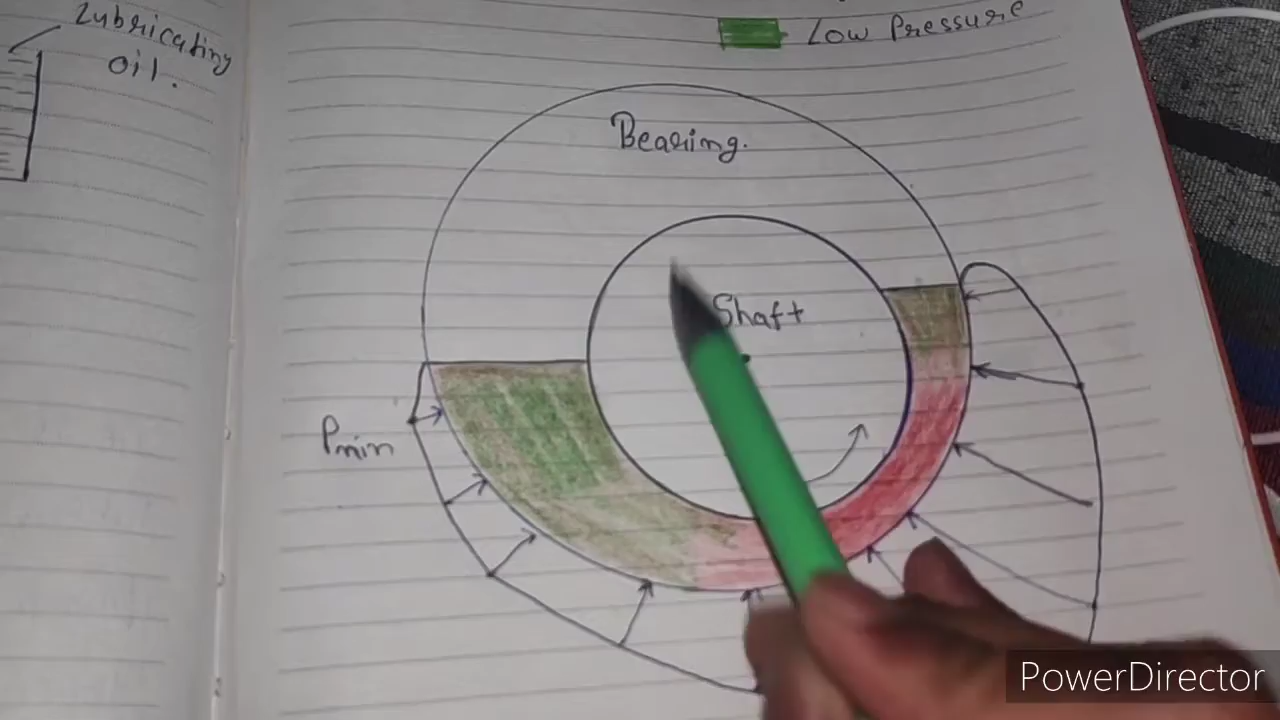 Lubricating
oil.
Low Pressure
Bearing.
Shaft
Pmin
PowerDirector